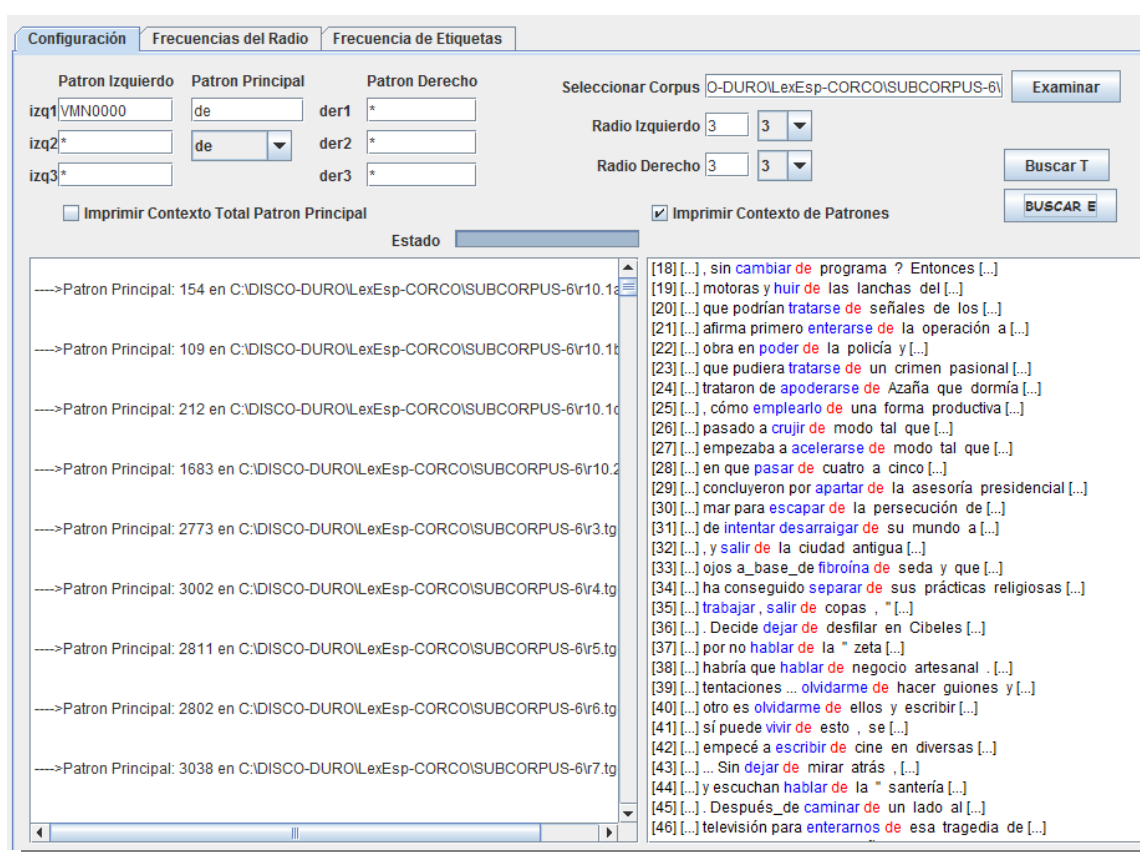 Configuración Frecuencias del Radio Frecuencia de Etiquetas
Patron Izquierdo Patron Principal Patron Derecho
Seleccionar Corpus O-DURO\LexEsp-CORCO\SUBCORPUS-6\ Examinar
izq1 VMN0000 de der1 *
Radio Izquierdo 3 3
izq2 * de der2 *
Radio Derecho 3 3 Buscar T
izq3 * der3 *
BUSCAR E
Imprimir Contexto Total Patron Principal Imprimir Contexto de Patrones
Estado
---->Patron Principal: 154 en C:\DISCO-DURO\LexEsp-CORCO\SUBCORPUS-6\r10.1a
---->Patron Principal: 109 en C:\DISCO-DURO\LexEsp-CORCO\SUBCORPUS-6\r10.1b
---->Patron Principal: 212 en C:\DISCO-DURO\LexEsp-CORCO\SUBCORPUS-6\r10.1c
---->Patron Principal: 1683 en C:\DISCO-DURO\LexEsp-CORCO\SUBCORPUS-6\r10.2
---->Patron Principal: 2773 en C:\DISCO-DURO\LexEsp-CORCO\SUBCORPUS-6\r3.tg
---->Patron Principal: 3002 en C:\DISCO-DURO\LexEsp-CORCO\SUBCORPUS-6\r4.tg
---->Patron Principal: 2811 en C:\DISCO-DURO\LexEsp-CORCO\SUBCORPUS-6\r5.tg
---->Patron Principal: 2802 en C:\DISCO-DURO\LexEsp-CORCO\SUBCORPUS-6\r6.tg
---->Patron Principal: 3038 en C:\DISCO-DURO\LexEsp-CORCO\SUBCORPUS-6\r7.tg
[18] [...] , sin cambiar de programa ? Entonces [...]
[19] [...] motoras y huir de las lanchas del [...]
[20] [...] que podrían tratarse de señales de los [...]
[21] [...] afirma primero enterarse de la operación a [...]
[22] [...] obra en poder de la policía y [...]
[23] [...] que pudiera tratarse de un crimen pasional [...]
[24] [...] trataron de apoderarse de Azaña que dormía [...]
[25] [...] , cómo emplearlo de una forma productiva [...]
[26] [...] pasado a crujir de modo tal que [...]
[27] [...] empezaba a acelerarse de modo tal que [...]
[28] [...] en que pasar de cuatro a cinco [...]
[29] [...] concluyeron por apartar de la asesoría presidencial [...]
[30] [...] mar para escapar de la persecución de [...]
[31] [...] de intentar desarraigar de su mundo a [...]
[32] [...] , y salir de la ciudad antigua [...]
[33] [...] ojos a_base_de fibroína de seda y que [...]
[34] [...] ha conseguido separar de sus prácticas religiosas [...]
[35] [...] trabajar , salir de copas , " [...]
[36] [...] . Decide dejar de desfilar en Cibeles [...]
[37] [...] por no hablar de la " zeta [...]
[38] [...] habría que hablar de negocio artesanal . [...]
[39] [...] tentaciones ... olvidarme de hacer guiones y [...]
[40] [...] otro es olvidarme de ellos y escribir [...]
[41] [...] sí puede vivir de esto , se [...]
[42] [...] empecé a escribir de cine en diversas [...]
[43] [...] ... Sin dejar de mirar atrás , [...]
[44] [...] y escuchan hablar de la " santería [...]
[45] [...] . Después_de caminar de un lado al [...]
[46] [...] televisión para enterarnos de esa tragedia de [...]